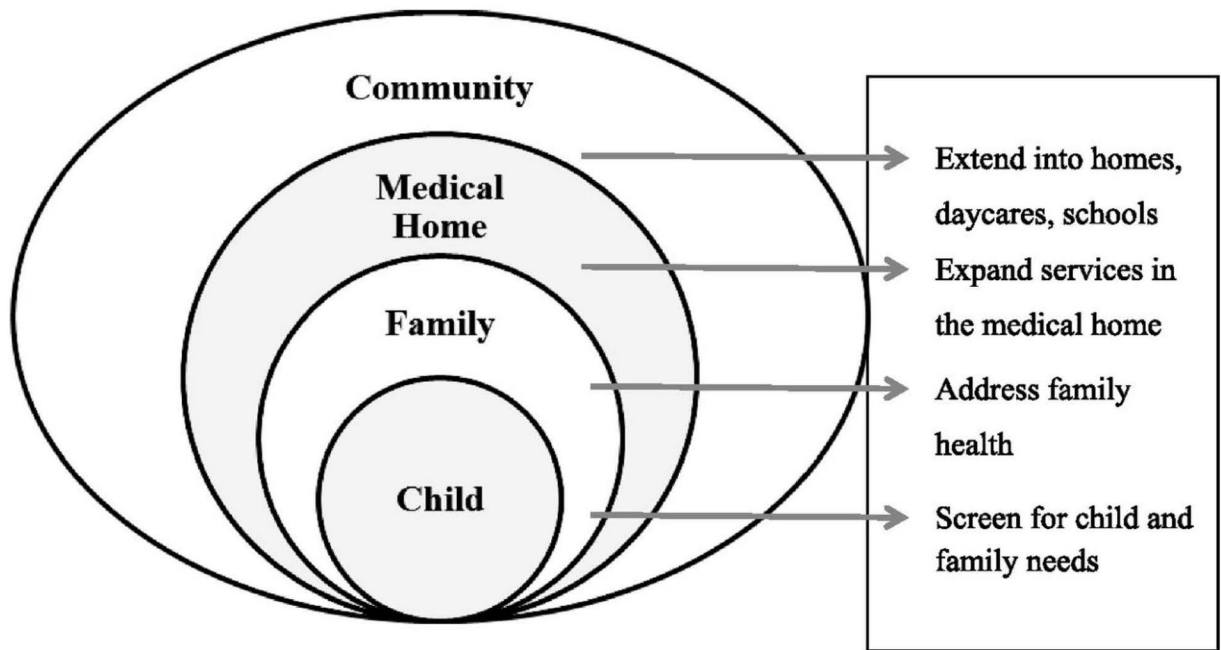 Community
Medical
Home
Family
Child
Extend into homes,
daycares, schools
Expand services in
the medical home
Address family
health
Screen for child and
family needs